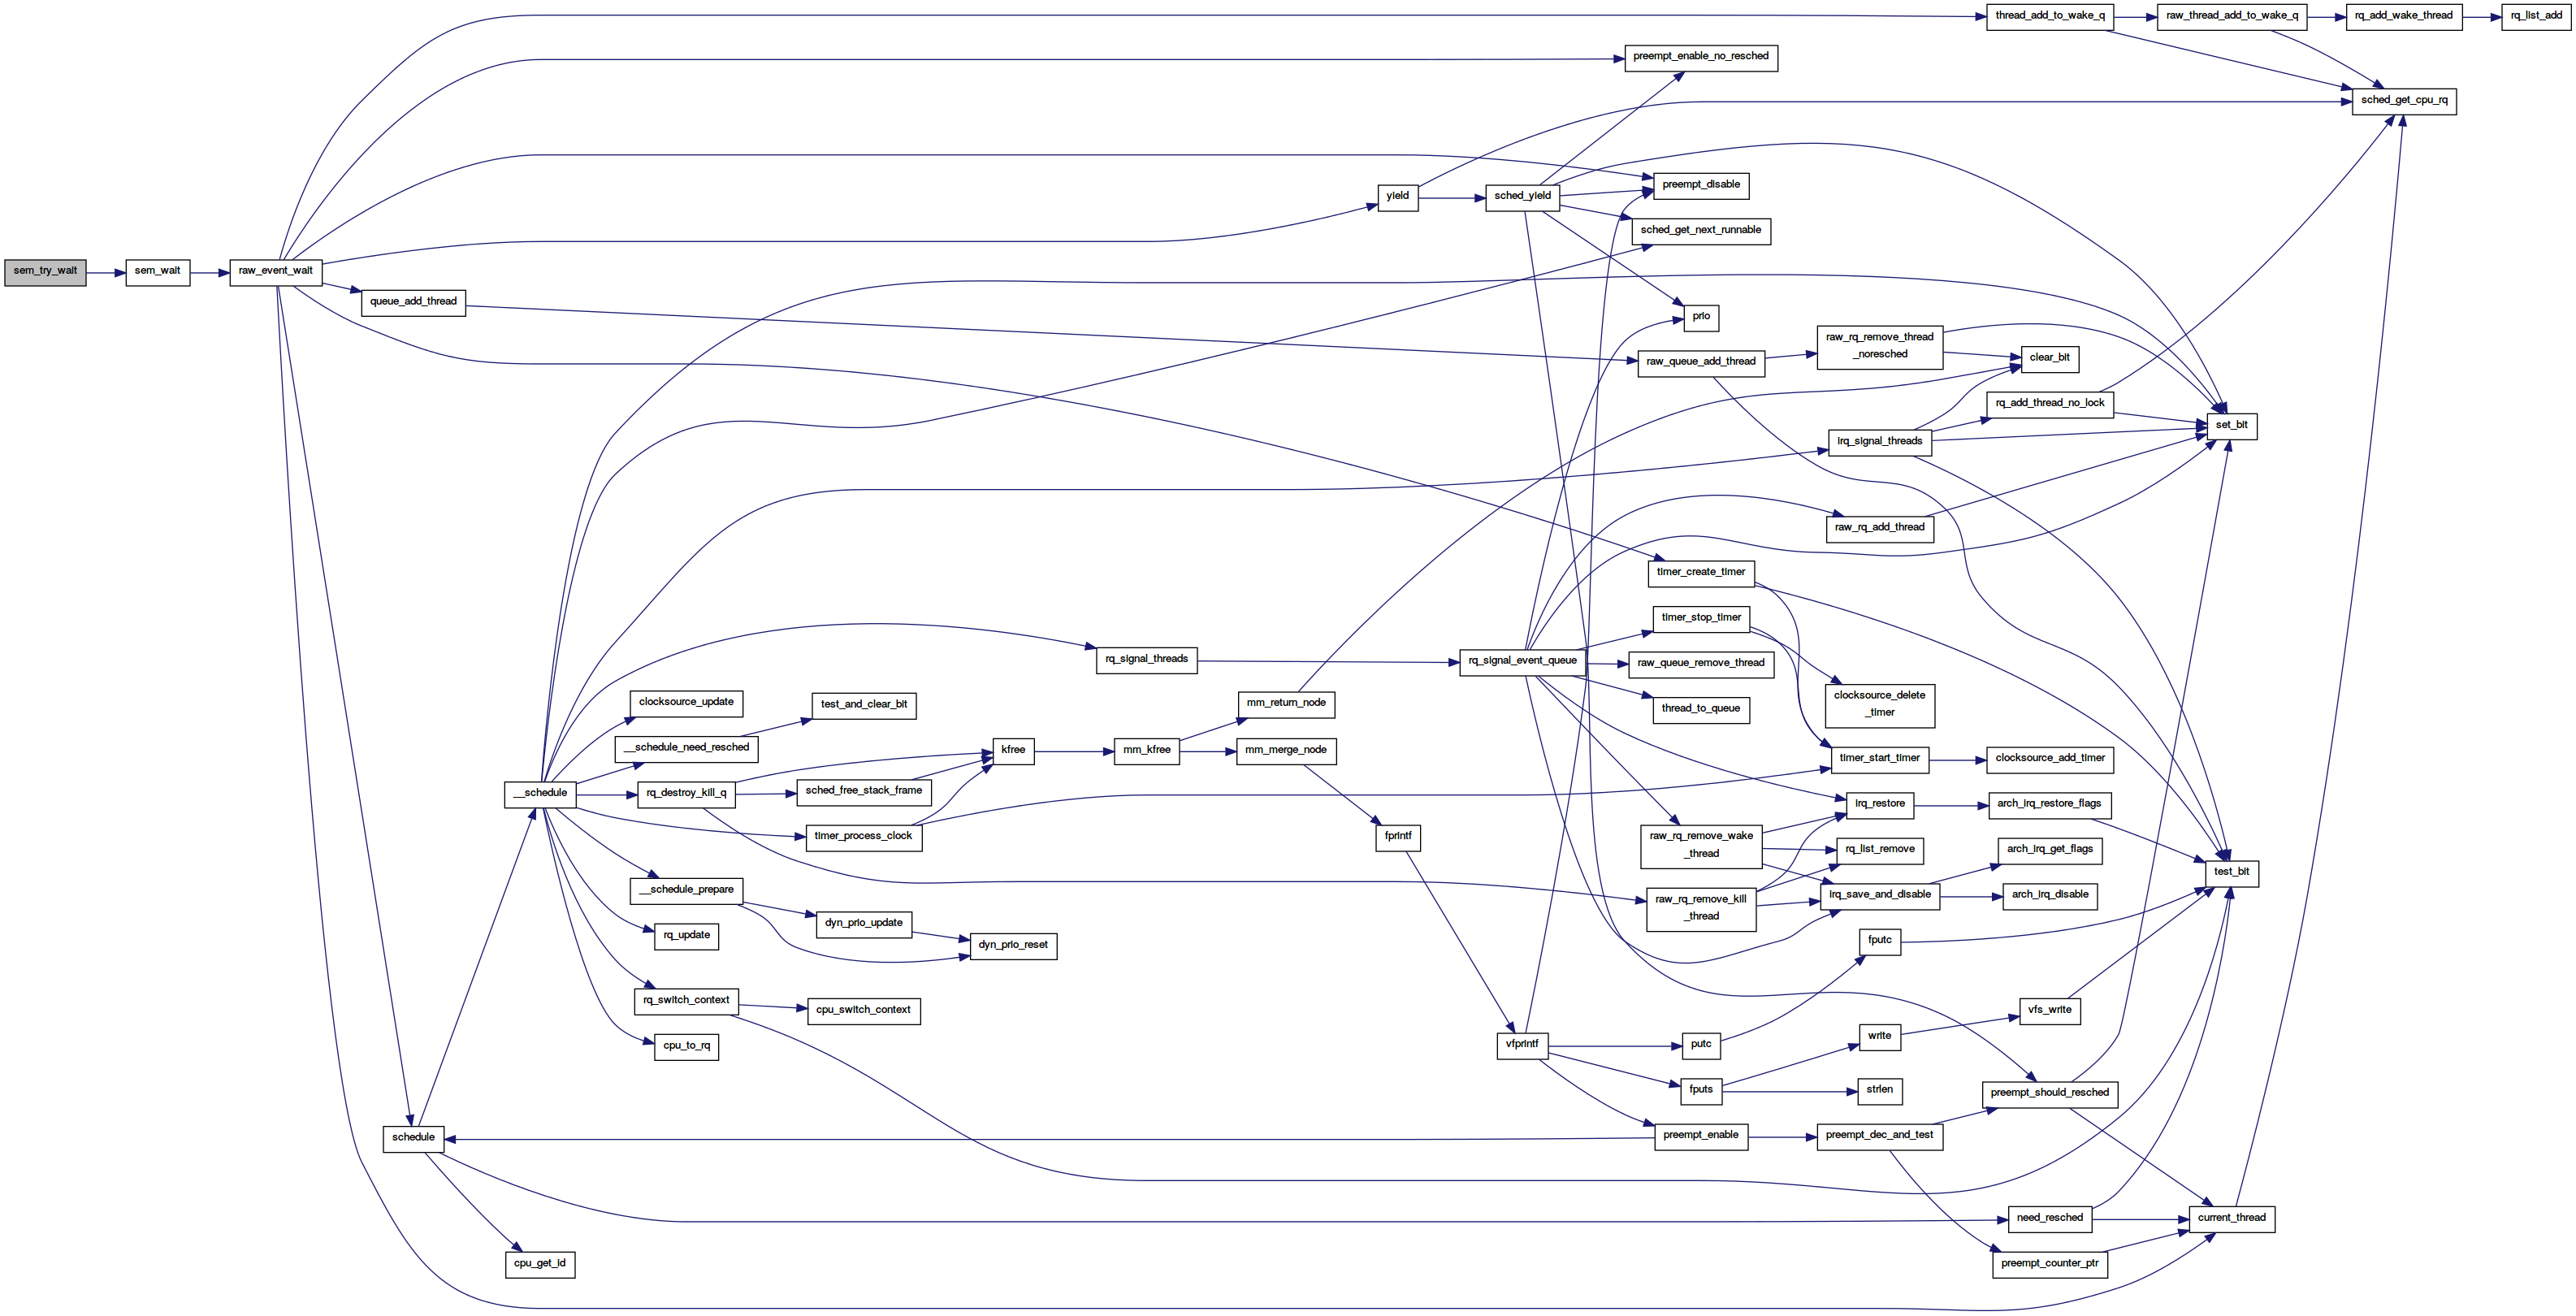 thread_add_to_wake_q
raw_thread_add_to_wake_q
rq_add_wake_thread
rq_list_add
preempt_enable_no_resched
sched_get_cpu_rq
preempt_disable
yield
sched_yield
sched_get_next_runnable
sem_try_wait
sem_wait
raw_event_wait
queue_add_thread
prio
raw_queue_add_thread
raw_rq_remove_thread
_noresched
clear_bit
rq_add_thread_no_lock
set_bit
irq_signal_threads
raw_rq_add_thread
timer_create_timer
timer_stop_timer
rq_signal_threads
rq_signal_event_queue
raw_queue_remove_thread
clocksource_update
test_and_clear_bit
mm_return_node
thread_to_queue
clocksource_delete
_timer
__schedule_need_resched
kfree
mm_kfree
mm_merge_node
timer_start_timer
clocksource_add_timer
__schedule
rq_destroy_kill_q
sched_free_stack_frame
irq_restore
arch_irq_restore_flags
timer_process_clock
fprintf
raw_rq_remove_wake
_thread
rq_list_remove
arch_irq_get_flags
test_bit
__schedule_prepare
raw_rq_remove_kill
_thread
irq_save_and_disable
arch_irq_disable
dyn_prio_update
rq_update
dyn_prio_reset
fputc
rq_switch_context
cpu_switch_context
vfs_write
cpu_to_rq
vfprintf
putc
write
fputs
strlen
preempt_should_resched
schedule
preempt_enable
preempt_dec_and_test
need_resched
current_thread
cpu_get_id
preempt_counter_ptr